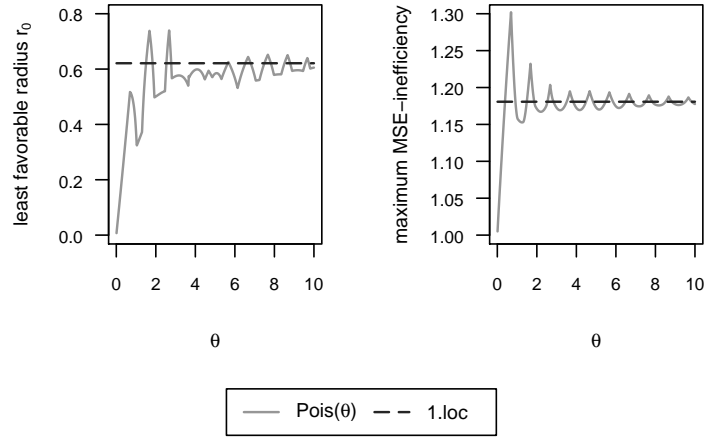 least favorable radius r0
0.8
0.6
0.4
0.2
0.0
0 2 4 6 8 10
θ
maximum MSE−inefficiency
1.30
1.25
1.20
1.15
1.10
1.05
1.00
0 2 4 6 8 10
θ
Pois(θ) 1.loc